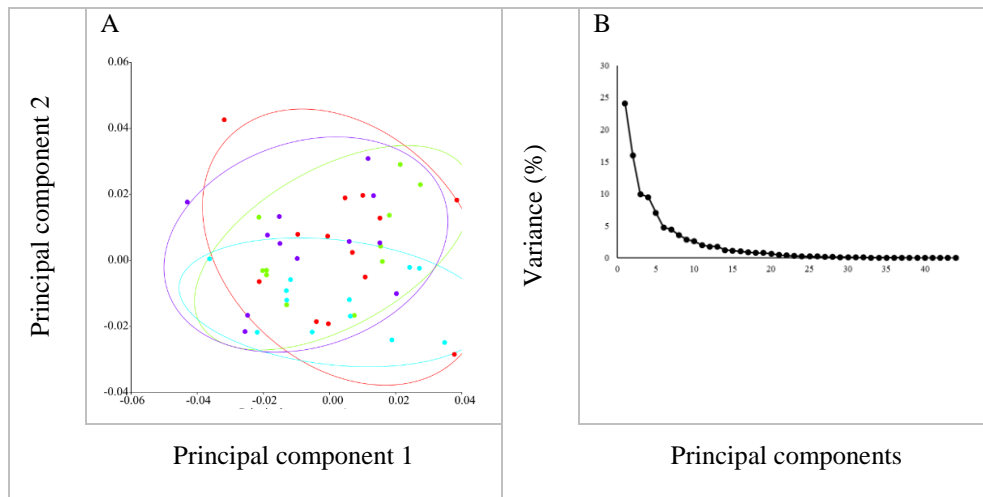 A
Principal component 2
0.06
0.04
0.02
0.00
-0.02
-0.04
-0.06 -0.04 -0.02 0.00 0.02 0.04
Principal component 1
B
Variance (%)
30
25
20
15
10
5
0
0 5 10 15 20 25 30 35 40
Principal components